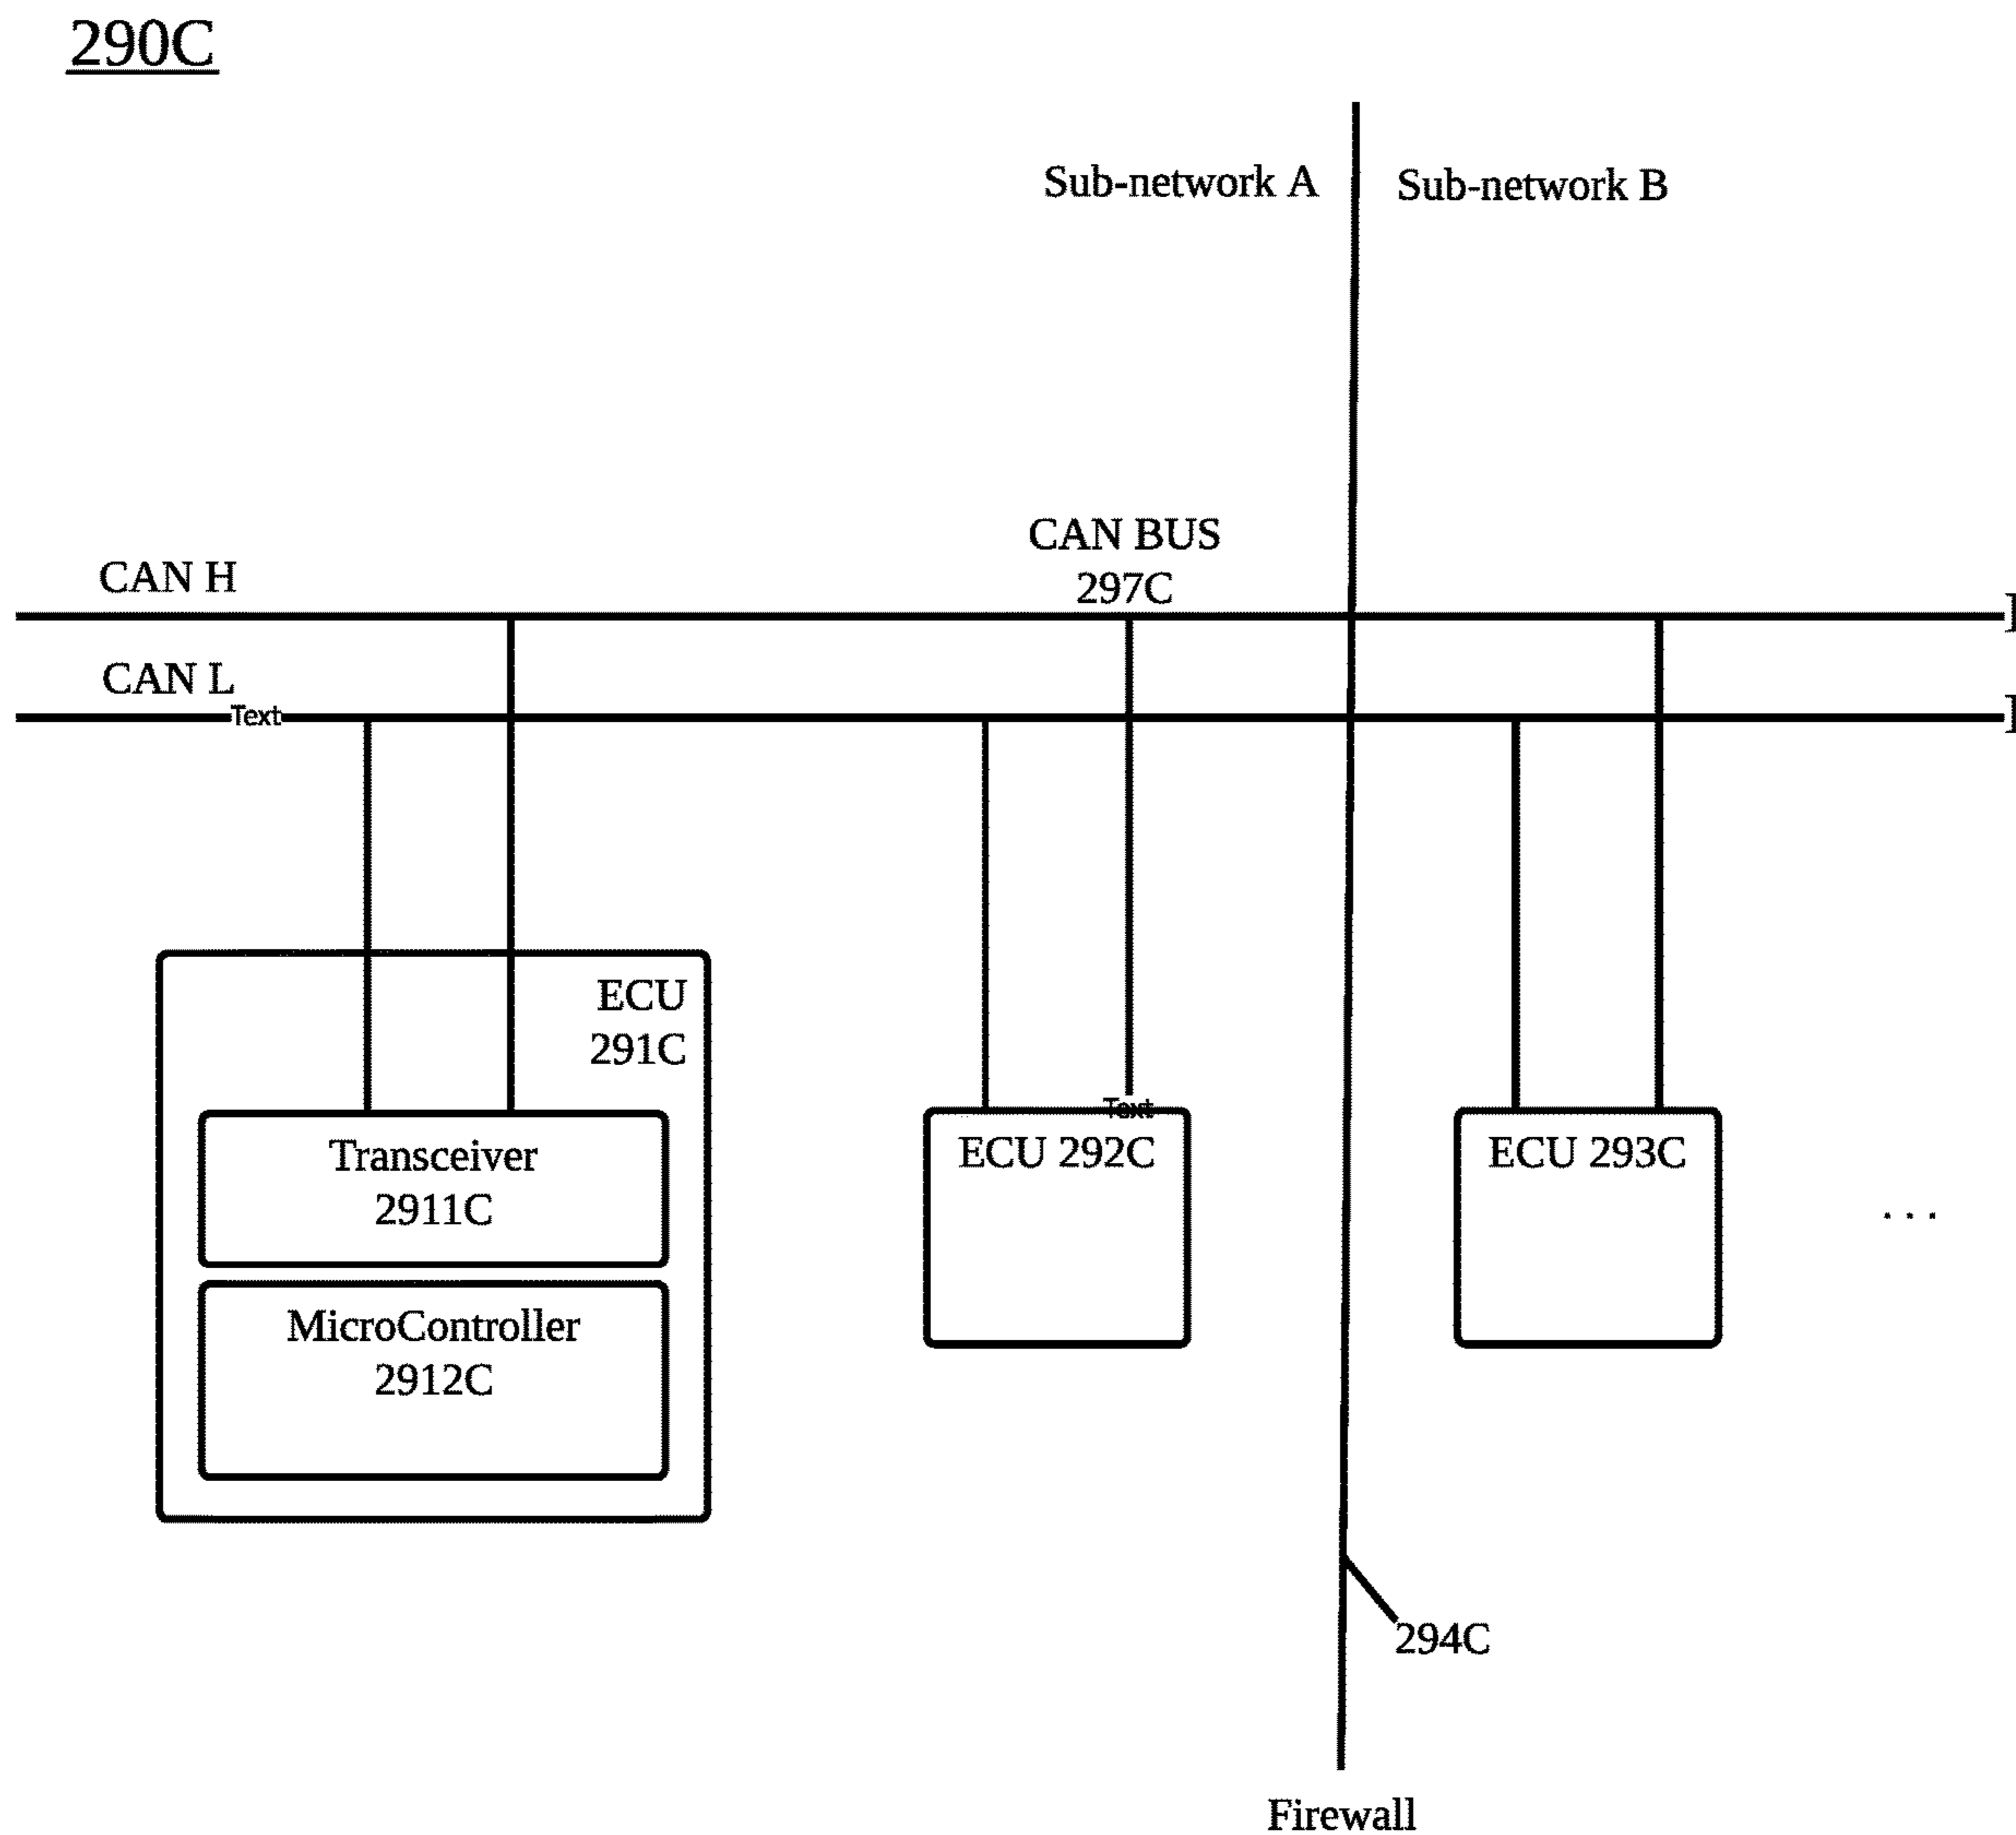 290C
Sub-network A
Sub-network B
CAN BUS
297C
CAN H
CAN L
Text
ECU
291C
Transceiver
2911C
MicroController
2912C
Text
ECU 292C
ECU 293C
...
294C
Firewall